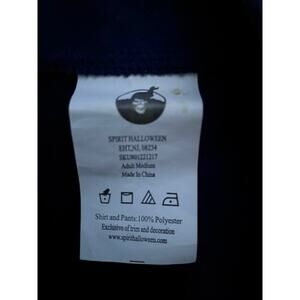 SPIRIT HALLOWEEN
EHT,NJ, 08234
SKU#01221217
Adult Medium
Made In China
Shirt and Pants:100% Polyester
Exclusive of trim and decoration
www.spirithalloween.com